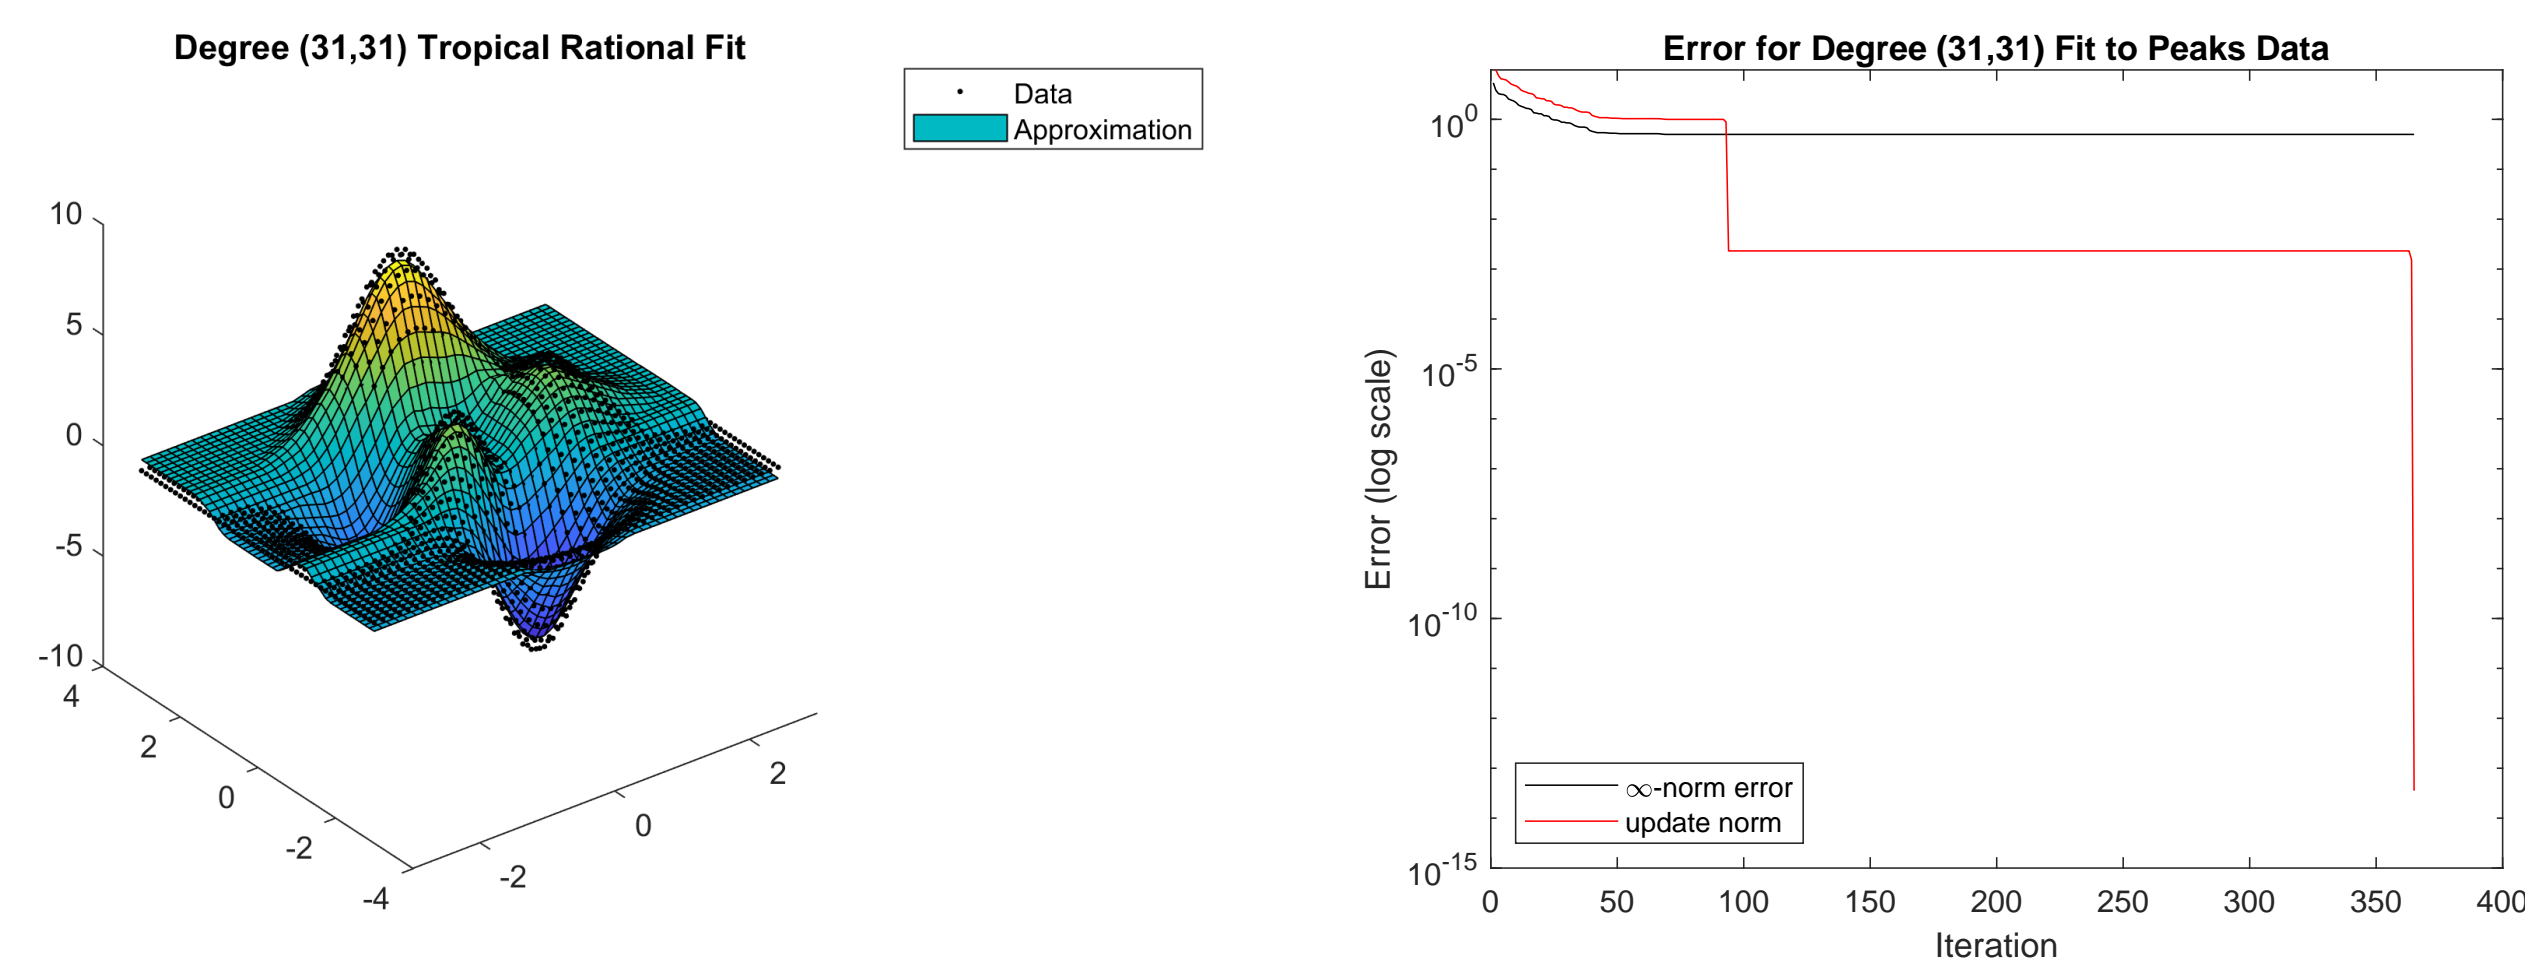 Degree (31,31) Tropical Rational Fit
Data
Approximation
10
5
0
-5
-10
4
2
0
-2
-4
-2
0
2
Error for Degree (31,31) Fit to Peaks Data
10^0
10^-5
10^-10
10^-15
Error (log scale)
∞-norm error
update norm
0 50 100 150 200 250 300 350 400
Iteration